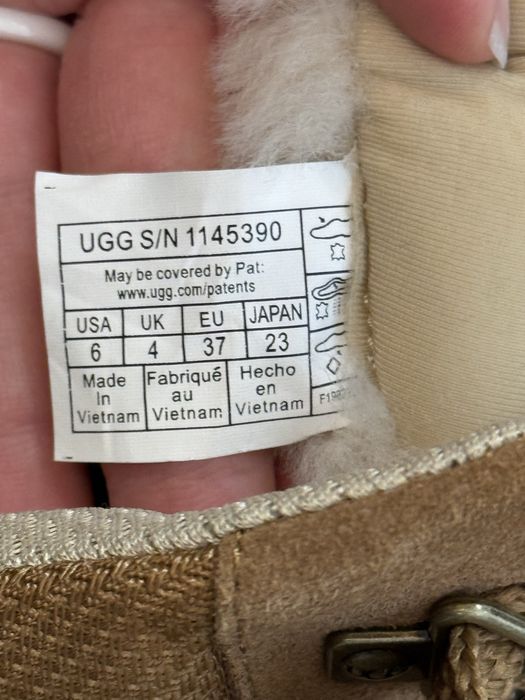 UGG S/N 1145390
May be covered by Pat:
www.ugg.com/patents
USA UK EU JAPAN
6 4 37 23
Made In Vietnam
Fabriqué au Vietnam
Hecho en Vietnam